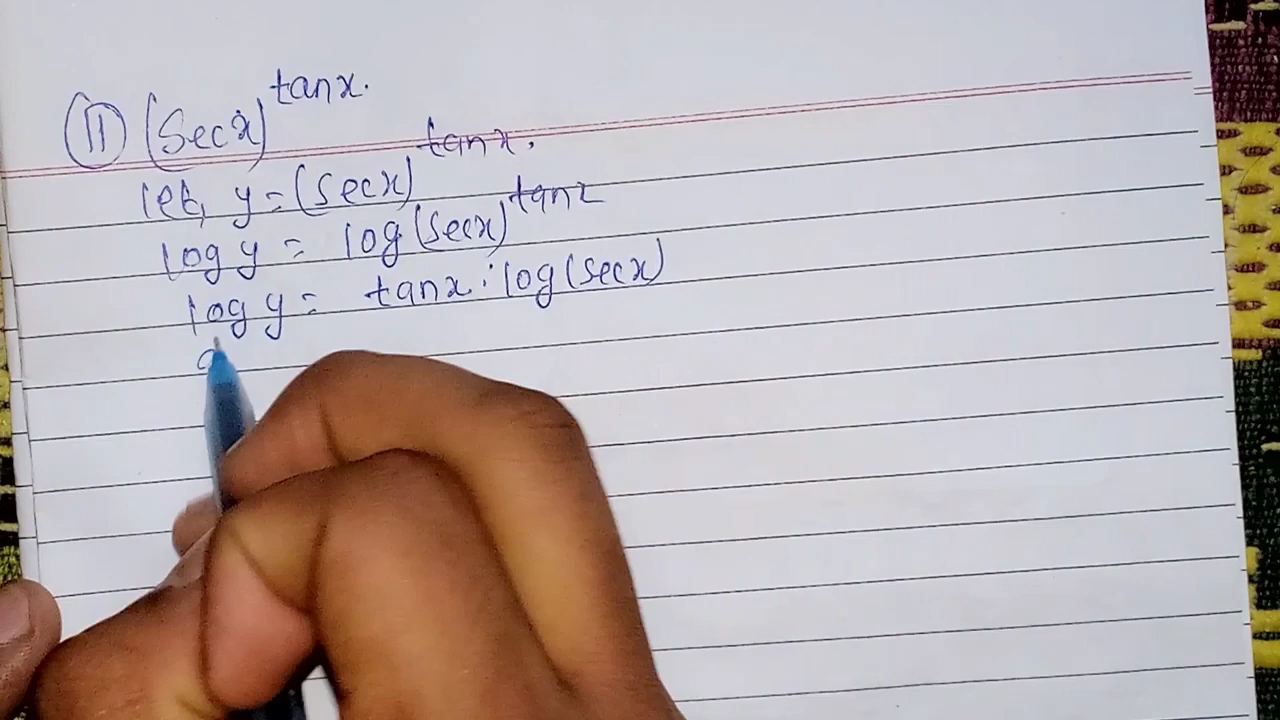 (11) (Secx)^tanx.
let, y = (secx)^tanx.
log y = log (secx)^tanx
log y = tanx . log (secx)